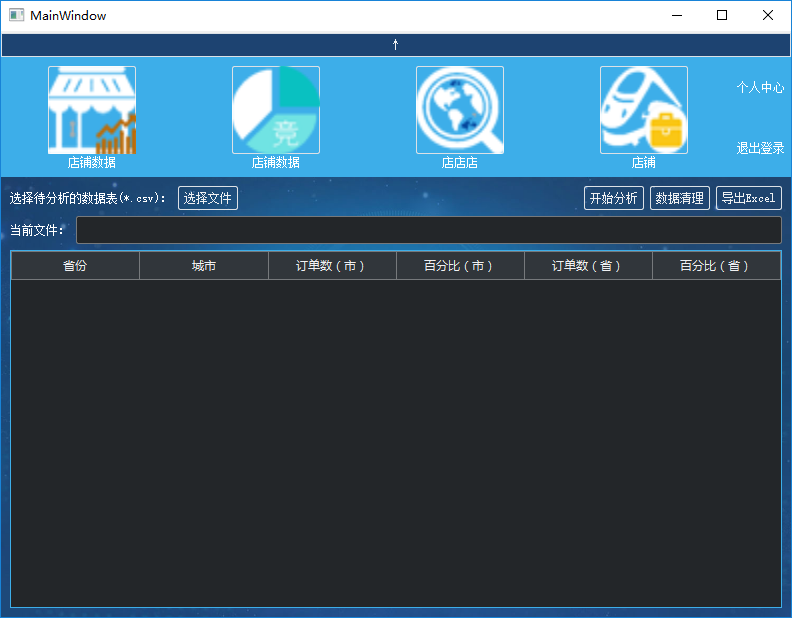 MainWindow
↑
竞
店铺数据
店铺数据
店店店
店铺
个人中心
退出登录
选择待分析的数据表(*.csv)：
选择文件
开始分析
数据清理
导出Excel
当前文件：
省份
城市
订单数（市）
百分比（市）
订单数（省）
百分比（省）